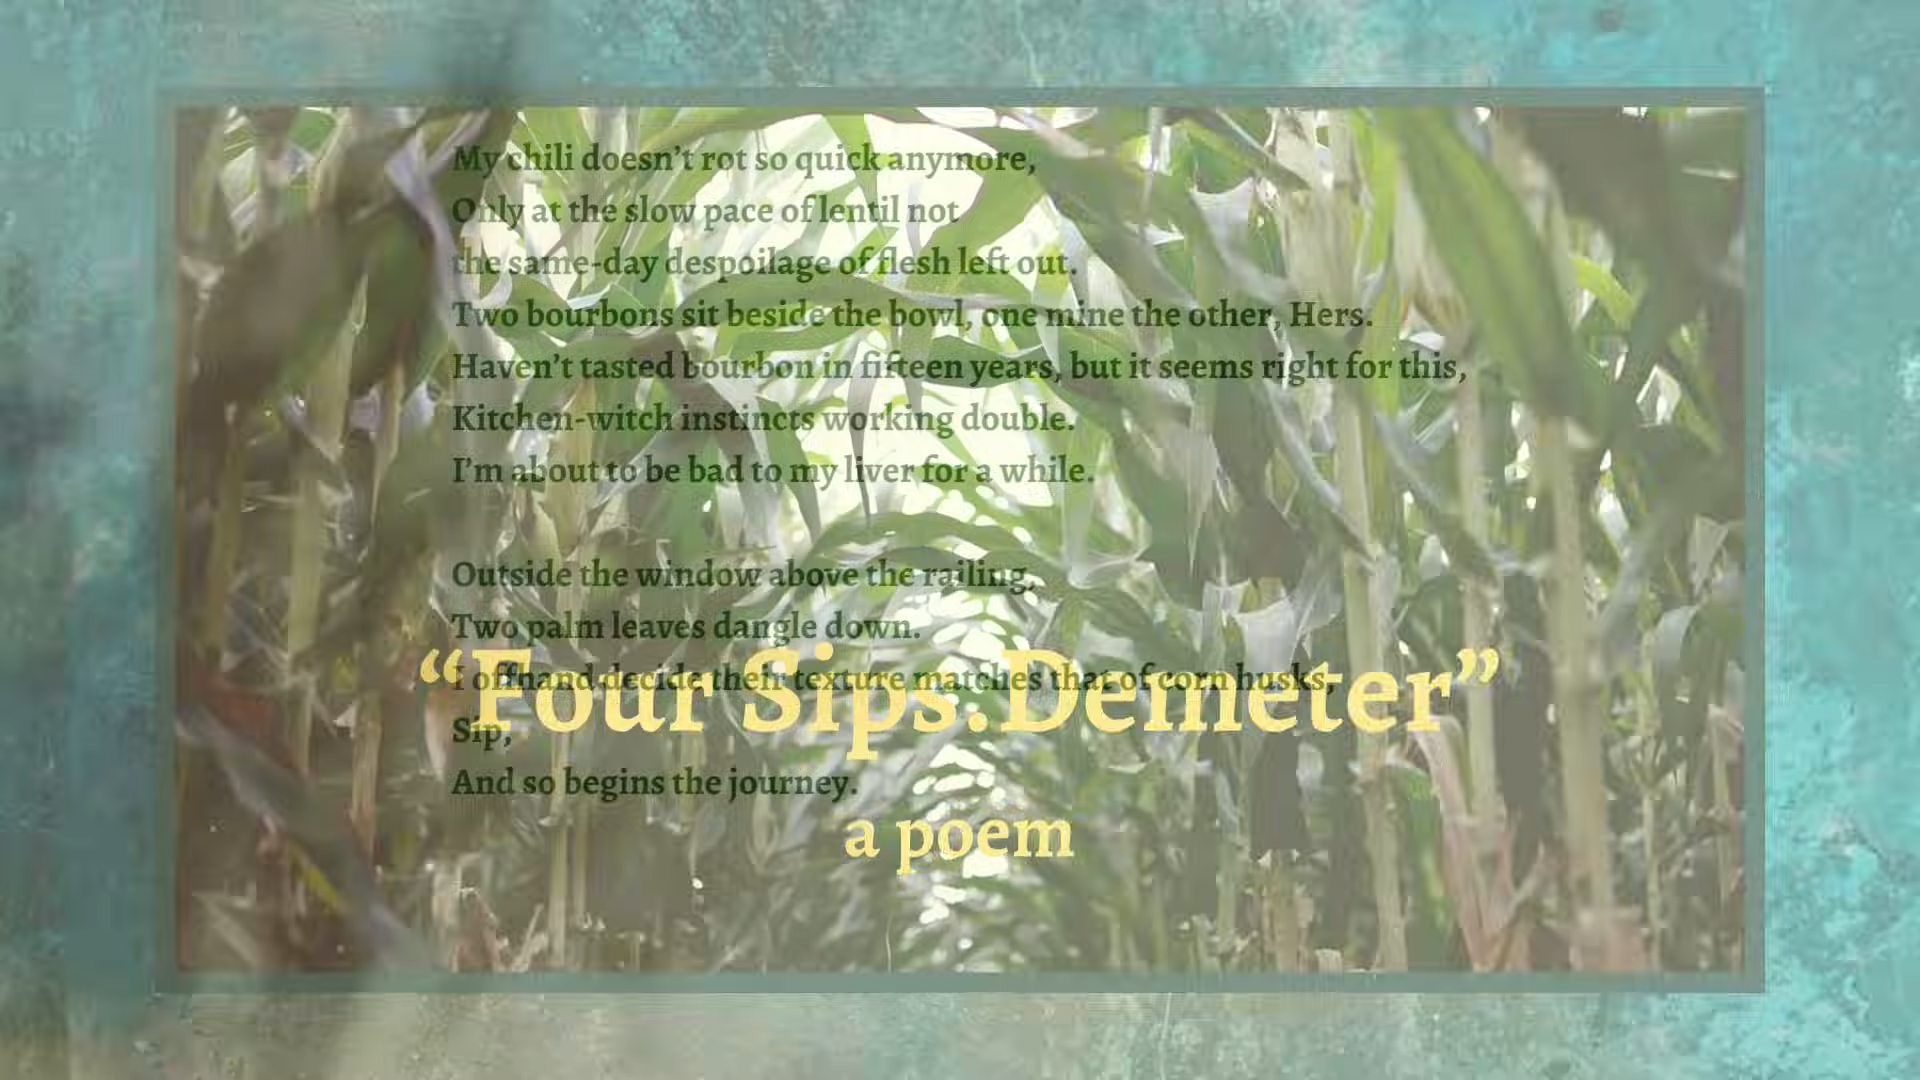 My chili doesn’t rot so quick anymore,
Only at the slow pace of lentil not
the same-day despoilage of flesh left out.
Two bourbons sit beside the bowl, one mine the other, Hers.
Haven’t tasted bourbon in fifteen years, but it seems right for this,
Kitchen-witch instincts working double.
I’m about to be bad to my liver for a while.
Outside the window above the railing,
Two palm leaves dangle down.
I offhand decide their texture matches that of corn husks,
“Four Sips.Demeter”
Sip,
And so begins the journey.
a poem